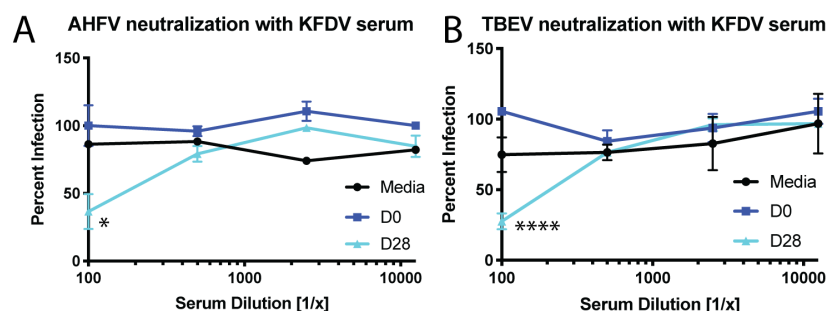 A
AHFV neutralization with KFDV serum
150
100
50
0
Percent Infection
Media
D0
D28
*
100
1000
10000
Serum Dilution [1/x]
B
TBEV neutralization with KFDV serum
150
100
50
0
Percent Infection
Media
D0
D28
****
100
1000
10000
Serum Dilution [1/x]